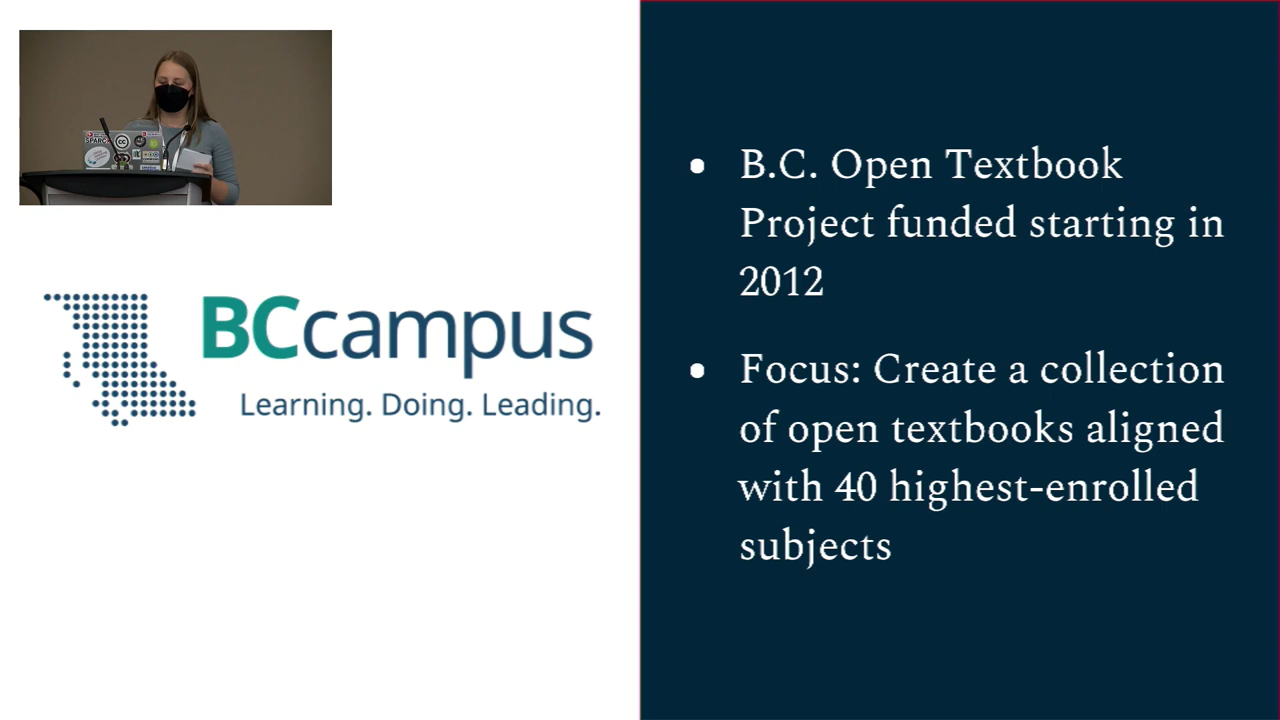 SPARC
BCcampus
Learning. Doing. Leading.
• B.C. Open Textbook
Project funded starting in
2012
• Focus: Create a collection
of open textbooks aligned
with 40 highest-enrolled
subjects